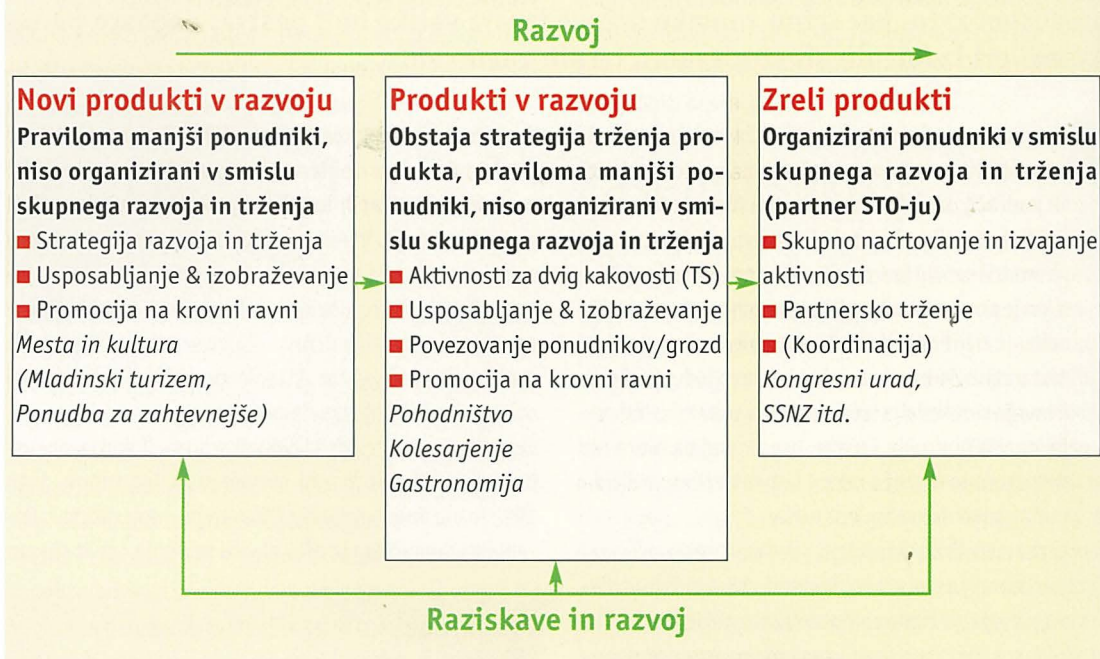 Razvoj
Novi produkti v razvoju
Praviloma manjši ponudniki,
niso organizirani v smislu
skupnega razvoja in trženja
■ Strategija razvoja in trženja
■ Usposabljanje & izobraževanje
■ Promocija na krovni ravni
Mesta in kultura
(Mladinski turizem,
Ponudba za zahtevnejše)
Produkti v razvoju
Obstaja strategija trženja pro-
dukta, praviloma manjši po-
nudniki, niso organizirani v smi-
slu skupnega razvoja in trženja
■ Aktivnosti za dvig kakovosti (TS)
■ Usposabljanje & izobraževanje
■ Povezovanje ponudnikov/grozd
■ Promocija na krovni ravni
Pohodništvo
Kolesarjenje
Gastronomija
Zreli produkti
Organizirani ponudniki v smislu
skupnega razvoja in trženja
(partner STO-ju)
■ Skupno načrtovanje in izvajanje
aktivnosti
■ Partnersko trženje
■ (Koordinacija)
Kongresni urad,
SSNZ itd.
Raziskave in razvoj